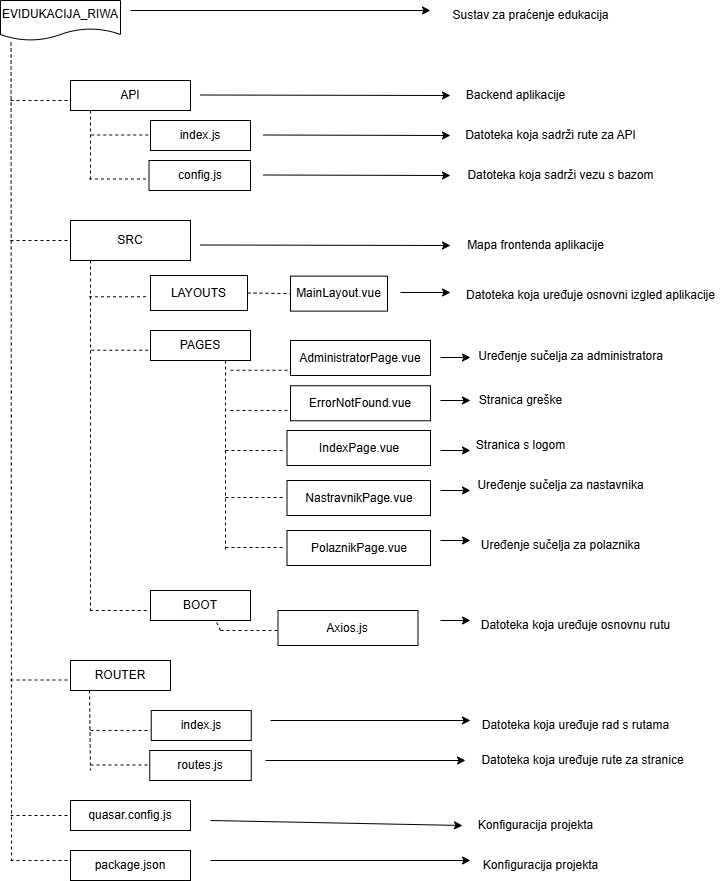 EVIDUKACIJA_RIWA
Sustav za praćenje edukacija
API
Backend aplikacije
index.js
Datoteka koja sadrži rute za API
config.js
Datoteka koja sadrži vezu s bazom
SRC
Mapa frontenda aplikacije
LAYOUTS
MainLayout.vue
Datoteka koja uređuje osnovni izgled aplikacije
PAGES
AdministratorPage.vue
Uređenje sučelja za administratora
ErrorNotFound.vue
Stranica greške
IndexPage.vue
Stranica s logom
NastravnikPage.vue
Uređenje sučelja za nastavnika
PolaznikPage.vue
Uređenje sučelja za polaznika
BOOT
Axios.js
Datoteka koja uređuje osnovnu rutu
ROUTER
index.js
Datoteka koja uređuje rad s rutama
routes.js
Datoteka koja uređuje rute za stranice
quasar.config.js
Konfiguracija projekta
package.json
Konfiguracija projekta